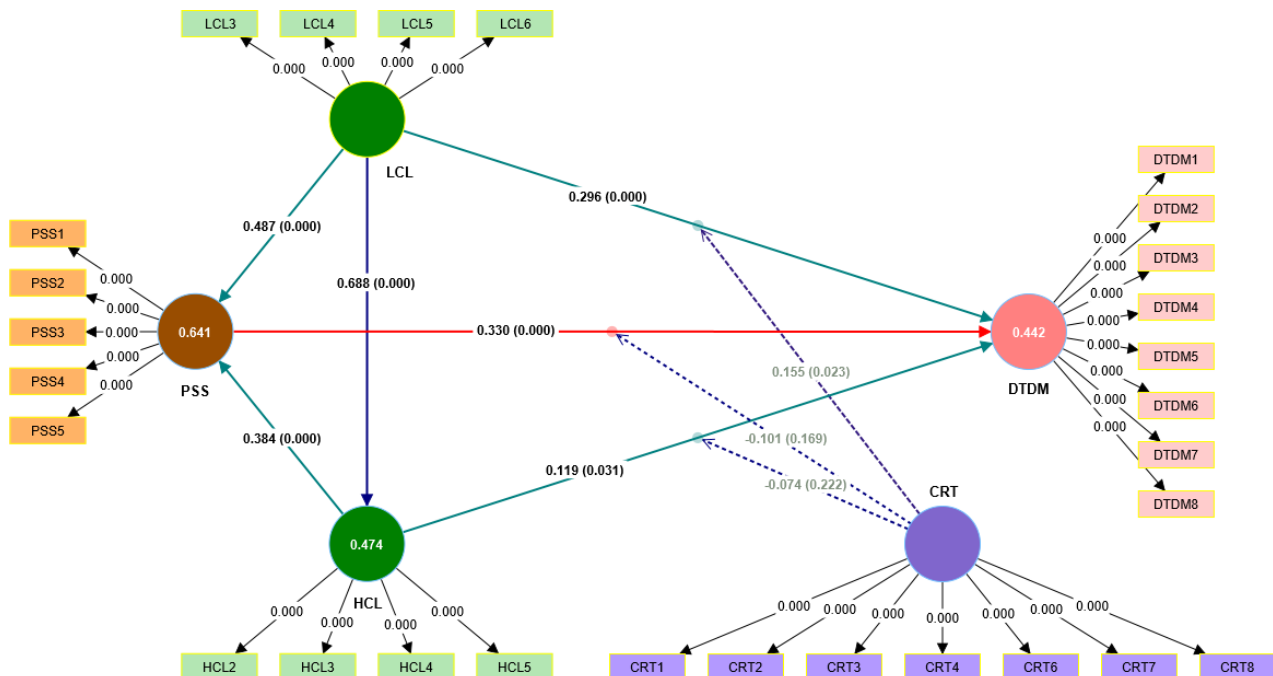 LCL3 LCL4 LCL5 LCL6
0.000 0.000 0.000 0.000
LCL
DTDM1
0.296 (0.000)
DTDM2
PSS1
0.487 (0.000)
0.000
DTDM3
0.000
0.000
PSS2
0.688 (0.000)
0.000
0.000
DTDM4
0.000
PSS3
0.000
0.641
0.330 (0.000)
0.442
0.000
DTDM5
PSS4
0.000
0.155 (0.023)
0.000
0.000
PSS
DTDM
DTDM6
PSS5
0.000
0.384 (0.000)
-0.101 (0.169)
DTDM7
0.119 (0.031)
-0.074 (0.222)
CRT
DTDM8
0.474
HCL
0.000 0.000 0.000 0.000
0.000 0.000 0.000 0.000 0.000 0.000 0.000
HCL2 HCL3 HCL4 HCL5
CRT1 CRT2 CRT3 CRT4 CRT6 CRT7 CRT8